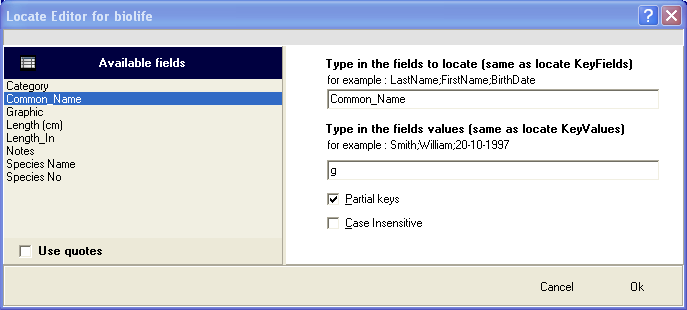 Locate Editor for biolife
Available fields
Category
Common_Name
Graphic
Length (cm)
Length_In
Notes
Species Name
Species No
Use quotes
Type in the fields to locate (same as locate KeyFields)
for example : LastName;FirstName;BirthDate
Common_Name
Type in the fields values (same as locate KeyValues)
for example : Smith;William;20-10-1997
g
Partial keys
Case Insensitive
Cancel Ok